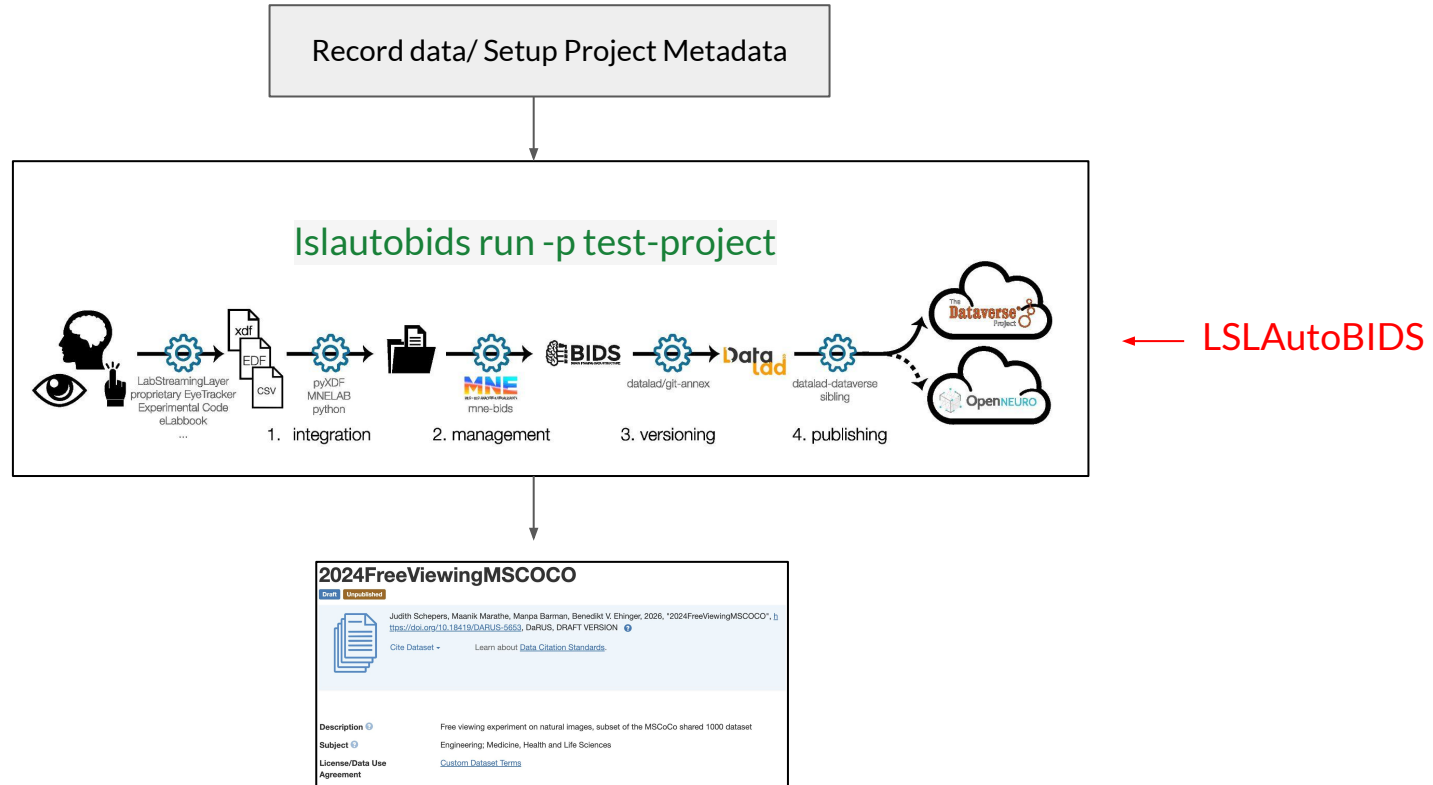 Record data/ Setup Project Metadata
lslautobids run -p test-project
LSLAutoBIDS
xdf
EDF
CSV
LabStreamingLayer
proprietary EyeTracker
Experimental Code
eLabbook
...
pyXDF
MNELAB
python
MNE
mne-bids
BIDS
datalad/git-annex
Data
lad
datalad-dataverse
sibling
The
Dataverse
Project
OpenNEURO
1. integration
2. management
3. versioning
4. publishing
2024FreeViewingMSCOCO
Draft Unpublished
Judith Schepers, Maanik Marathe, Manpa Barman, Benedikt V. Ehinger, 2026, "2024FreeViewingMSCOCO", h
ttps://doi.org/10.18419/DARUS-5653, DaRUS, DRAFT VERSION ?
Cite Dataset Learn about Data Citation Standards.
Description ? Free viewing experiment on natural images, subset of the MSCoCo shared 1000 dataset
Subject ? Engineering; Medicine, Health and Life Sciences
License/Data Use Custom Dataset Terms
Agreement